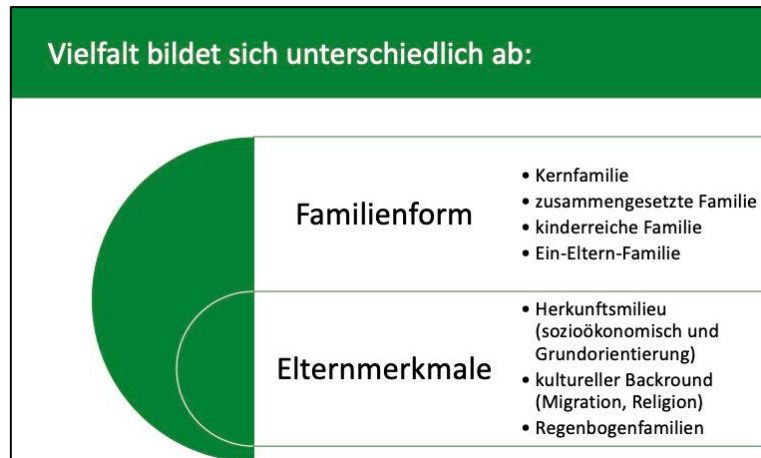 Vielfalt bildet sich unterschiedlich ab:
Familienform
• Kernfamilie
• zusammengesetzte Familie
• kinderreiche Familie
• Ein-Eltern-Familie
Elternmerkmale
• Herkunftsmilieu
(sozioökonomisch und
Grundorientierung)
• kultureller Backround
(Migration, Religion)
• Regenbogenfamilien